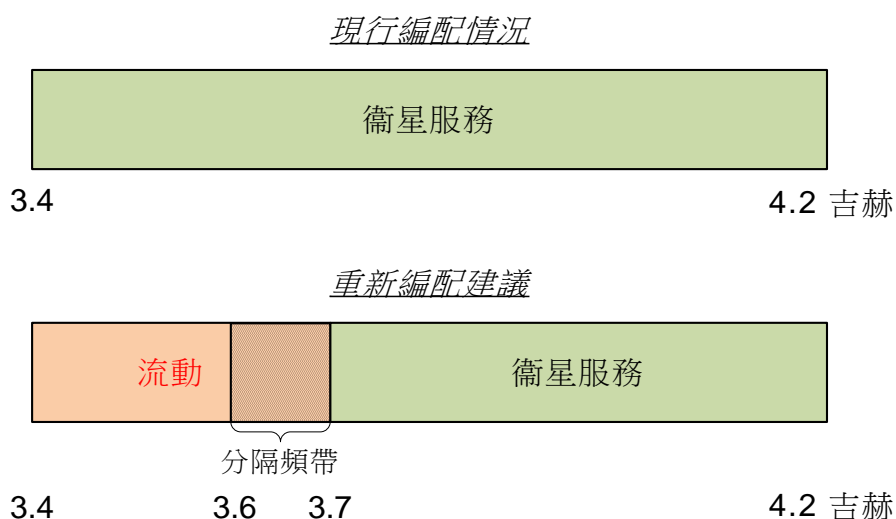 現行編配情況
衞星服務
3.4 4.2 吉赫
重新編配建議
流動 衞星服務
分隔頻帶
3.4 3.6 3.7 4.2 吉赫